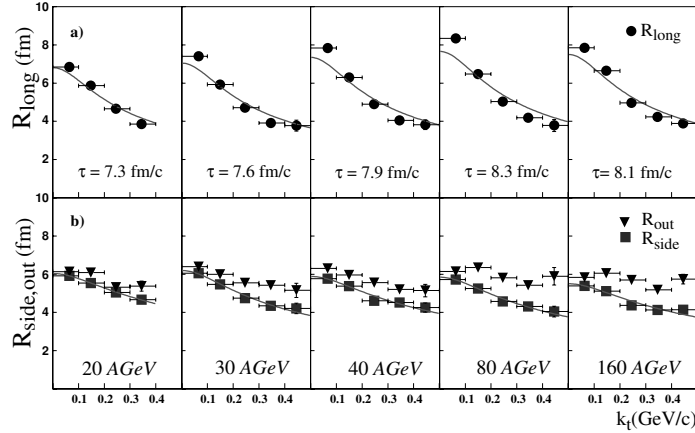 10
a)
R_long
R_long (fm)
8
6
4
2
τ = 7.3 fm/c
τ = 7.6 fm/c
τ = 7.9 fm/c
τ = 8.3 fm/c
τ= 8.1 fm/c
10
b)
R_out
R_side
R_side,out (fm)
8
6
4
2
20 AGeV
30 AGeV
40 AGeV
80 AGeV
160 AGeV
0.1 0.2 0.3 0.4 0.1 0.2 0.3 0.4 0.1 0.2 0.3 0.4 0.1 0.2 0.3 0.4 0.1 0.2 0.3 0.4
k_t(GeV/c)